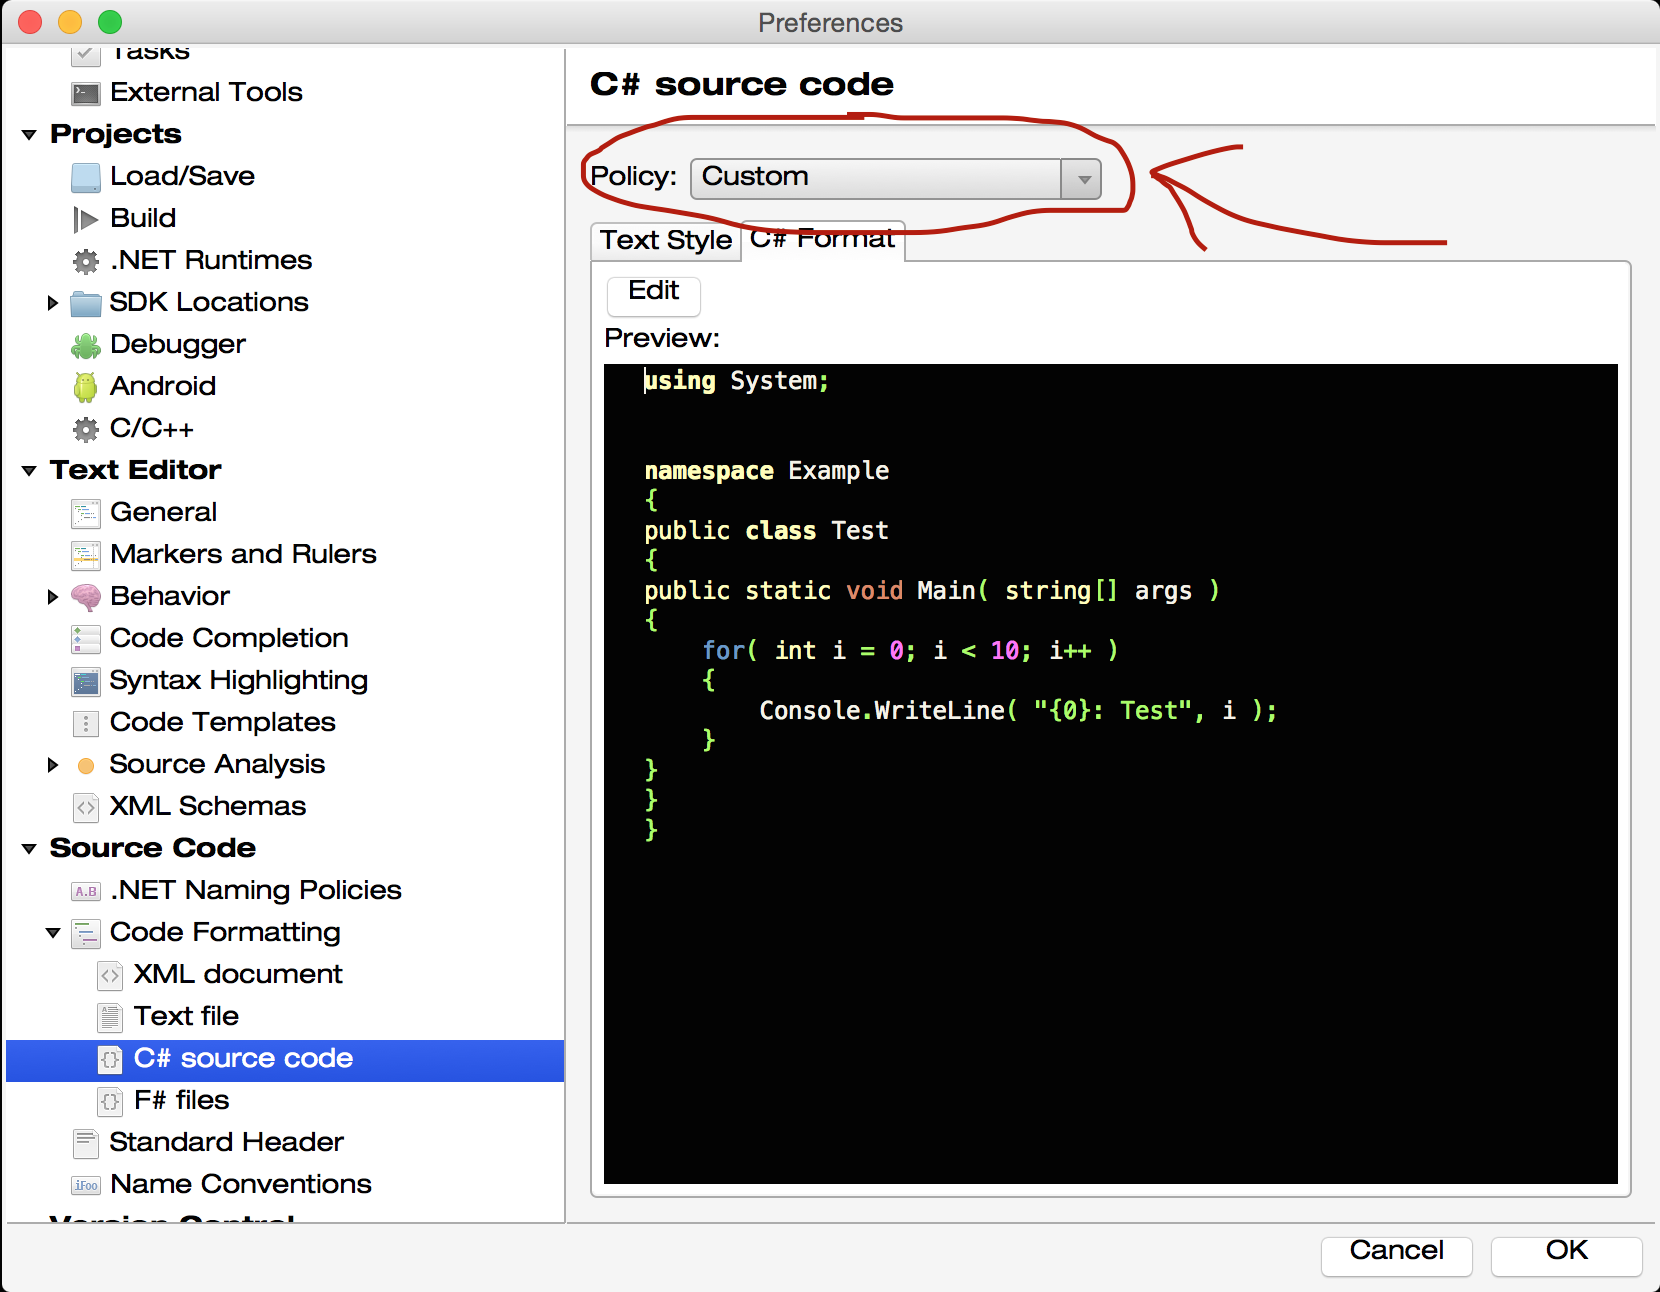 Preferences
Tasks
External Tools
Projects
Load/Save
Build
.NET Runtimes
SDK Locations
Debugger
Android
C/C++
Text Editor
General
Markers and Rulers
Behavior
Code Completion
Syntax Highlighting
Code Templates
Source Analysis
XML Schemas
Source Code
A.B .NET Naming Policies
Code Formatting
XML document
Text file
C# source code
F# files
Standard Header
iFoo Name Conventions
Version Control
C# source code
Policy: Custom
Text Style C# Format
Edit
Preview:
using System;
namespace Example
{
public class Test
{
public static void Main( string[] args )
{
for( int i = 0; i < 10; i++ )
{
Console.WriteLine( "{0}: Test", i );
}
}
}
}
Cancel OK